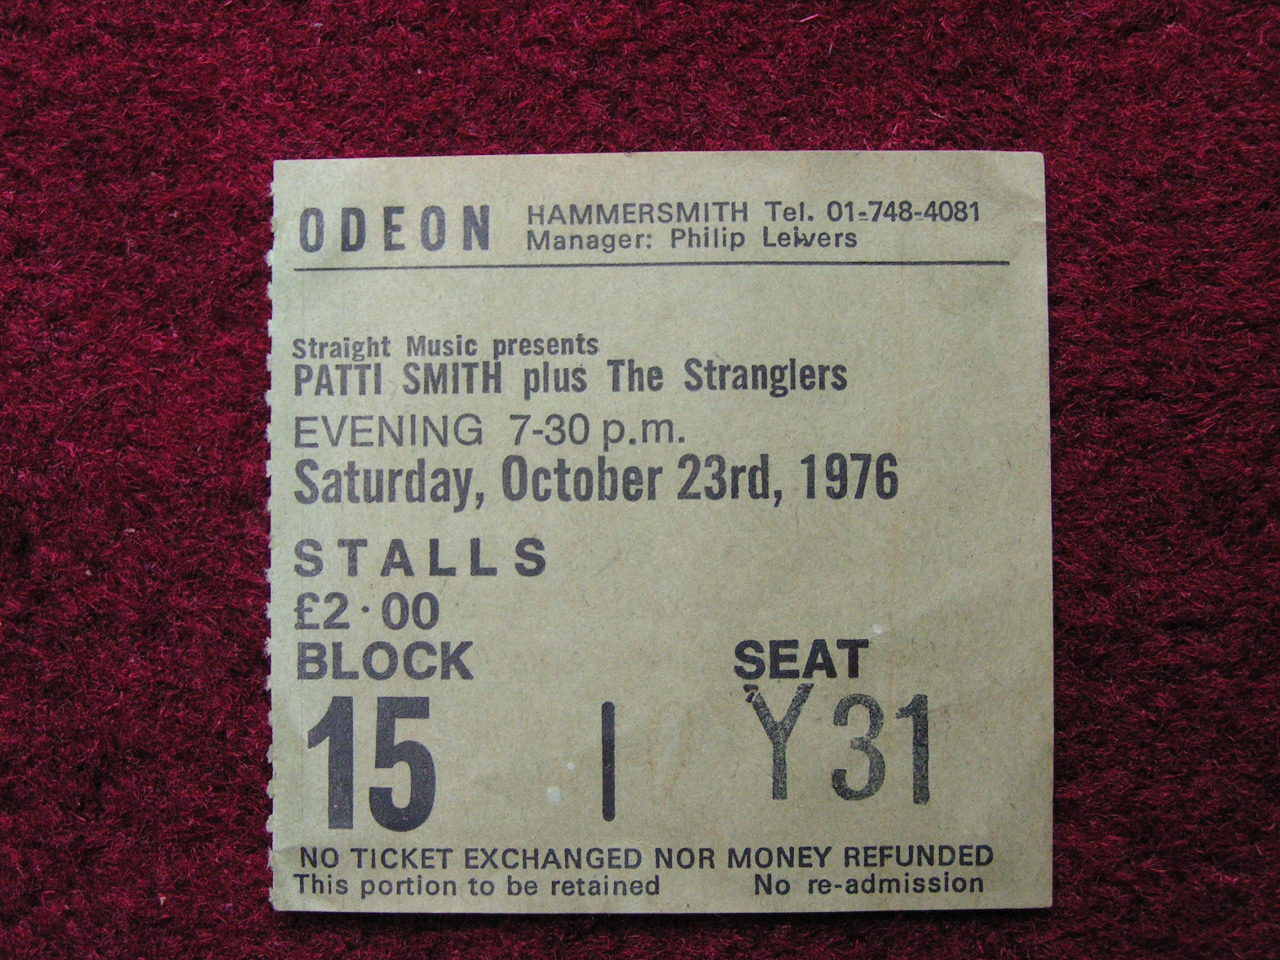 ODEON HAMMERSMITH Tel. 01-748-4081
Manager: Philip Leivers
Straight Music presents
PATTI SMITH plus The Stranglers
EVENING 7-30 p.m.
Saturday, October 23rd, 1976
STALLS
£2·00
BLOCK SEAT
15 Y31
NO TICKET EXCHANGED NOR MONEY REFUNDED
This portion to be retained No re-admission